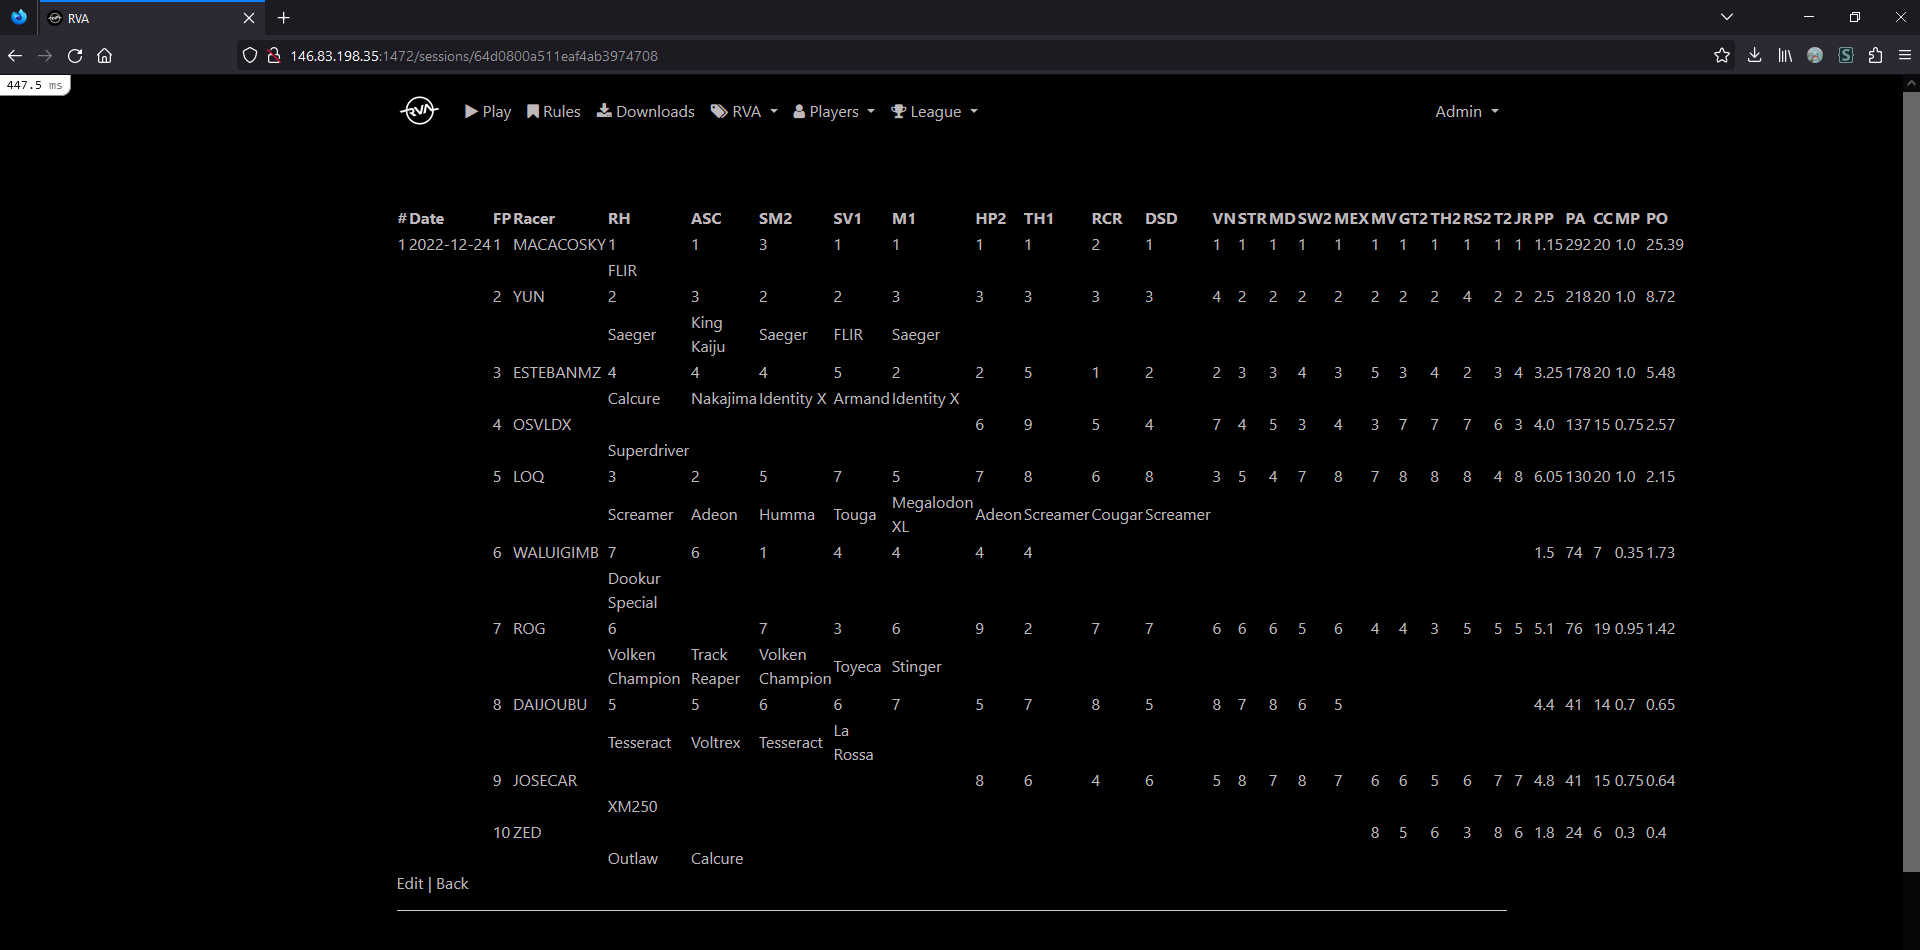 RVA
146.83.198.35:1472/sessions/64d0800a511eaf4ab3974708
447.5 ms
RVA Play Rules Downloads RVA Players League Admin
# Date FP Racer RH ASC SM2 SV1 M1 HP2 TH1 RCR DSD VN STR MD SW2 MEX MV GT2 TH2 RS2 T2 JR PP PA CC MP PO
1 2022-12-24 1 MACACOSKY 1 1 3 1 1 1 1 2 1 1 1 1 1 1 1 1 1 1 1 1 1.15 292 20 1.0 25.39
FLIR
2 YUN 2 3 2 2 3 3 3 3 3 4 2 2 2 2 2 2 2 4 2 2 2.5 218 20 1.0 8.72
Saeger King Kaiju Saeger FLIR Saeger
3 ESTEBANMZ 4 4 4 5 2 2 5 1 2 2 3 3 4 3 5 3 4 2 3 4 3.25 178 20 1.0 5.48
Calcure Nakajima Identity X Armand Identity X
4 OSVLDX 6 9 5 4 7 4 5 3 4 3 7 7 7 6 3 4.0 137 15 0.75 2.57
Superdriver
5 LOQ 3 2 5 7 5 7 8 6 8 3 5 4 7 8 7 8 8 8 4 8 6.05 130 20 1.0 2.15
Screamer Adeon Humma Touga Megalodon XL Adeon Screamer Cougar Screamer
6 WALUIGIMB 7 6 1 4 4 4 4 1.5 74 7 0.35 1.73
Dookur Special
7 ROG 6 7 3 6 9 2 7 7 6 6 6 5 6 4 4 3 5 5 5 5.1 76 19 0.95 1.42
Volken Champion Track Reaper Volken Champion Toyeca Stinger
8 DAIJOUBU 5 5 6 6 7 5 7 8 5 8 7 8 6 5 4.4 41 14 0.7 0.65
Tesseract Voltrex Tesseract La Rossa
9 JOSECAR 8 6 4 6 5 8 7 8 7 6 6 5 6 7 7 4.8 41 15 0.75 0.64
XM250
10 ZED 8 5 6 3 8 6 1.8 24 6 0.3 0.4
Outlaw Calcure
Edit | Back